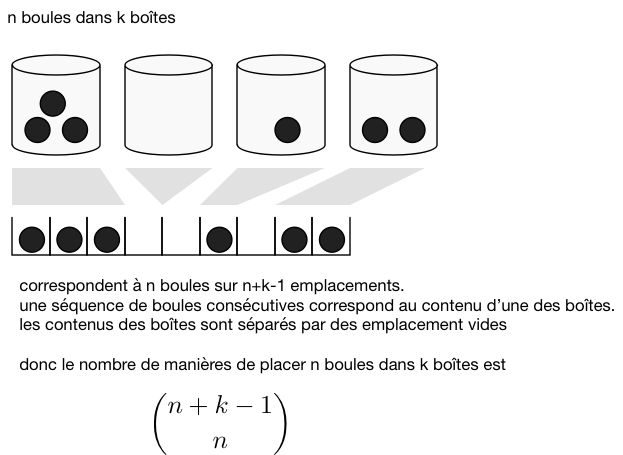 n boules dans k boîtes
correspondent à n boules sur n+k-1 emplacements.
une séquence de boules consécutives correspond au contenu d’une des boîtes.
les contenus des boîtes sont séparés par des emplacement vides
donc le nombre de manières de placer n boules dans k boîtes est
n + k − 1
n